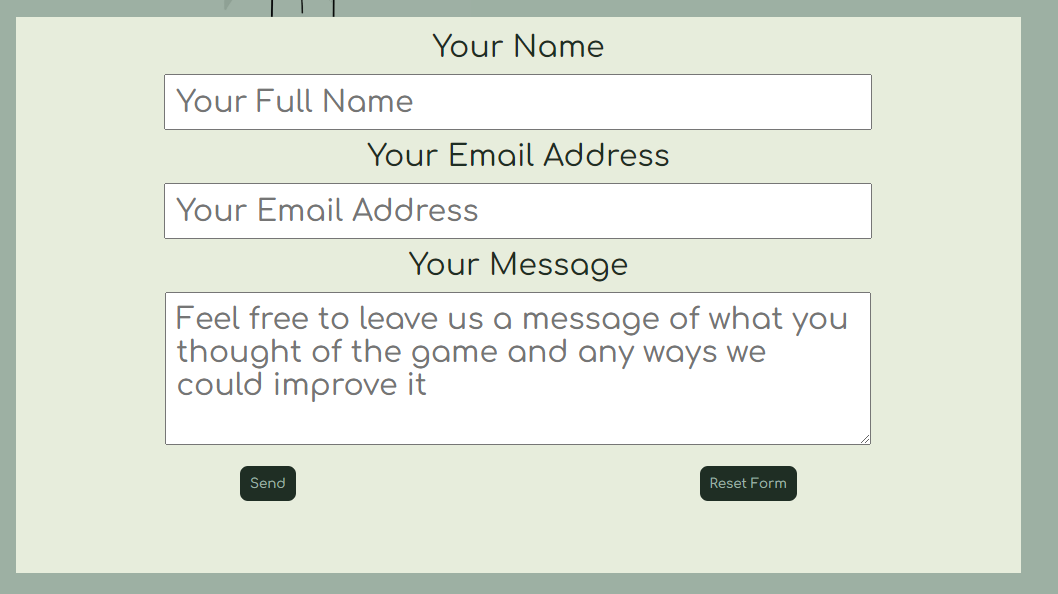 Your Name
Your Full Name
Your Email Address
Your Email Address
Your Message
Feel free to leave us a message of what you
thought of the game and any ways we
could improve it
Send
Reset Form